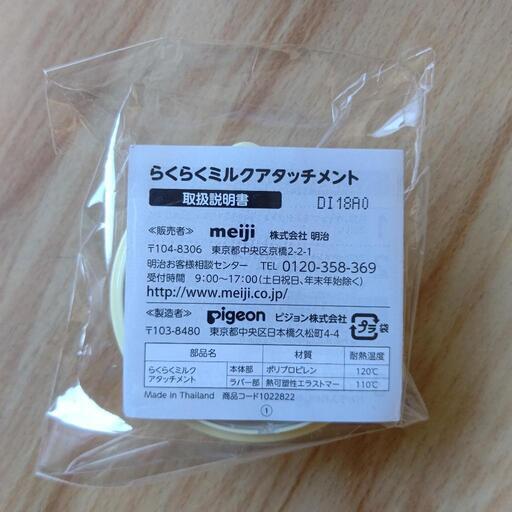 らくらくミルクアタッチメント
取扱説明書 DI18A0
≪販売者≫ meiji 株式会社 明治
〒104-8306 東京都中央区京橋2-2-1
明治お客様相談センター TEL 0120-358-369
受付時間 9:00~17:00(土日祝日、年末年始除く)
http://www.meiji.co.jp/
≪製造者≫ pigeon ピジョン株式会社
〒103-8480 東京都中央区日本橋久松町4-4
プラ 袋
部品名 材質 耐熱温度
らくらくミルクアタッチメント 本体部 ポリプロピレン 120℃
ラバー部 熱可塑性エラストマー 110℃
Made in Thailand 商品コード1022822
①